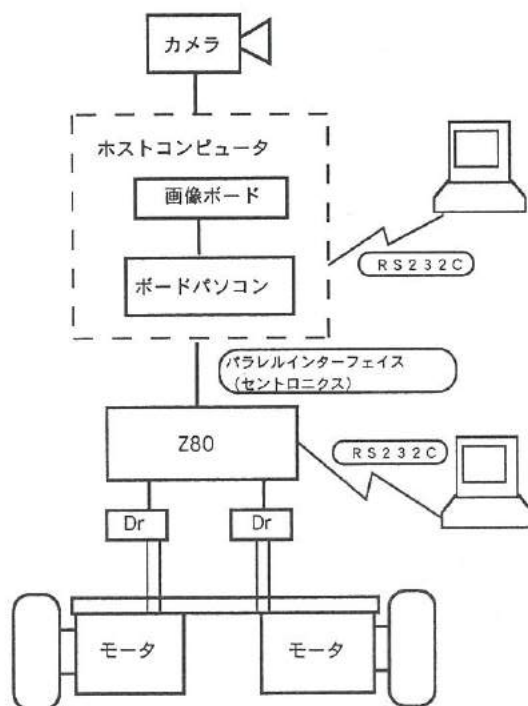 カメラ
ホストコンピュータ
画像ボード
ボードパソコン
RS232C
パラレルインターフェイス
(セントロニクス)
Z80
RS232C
Dr
Dr
モータ
モータ